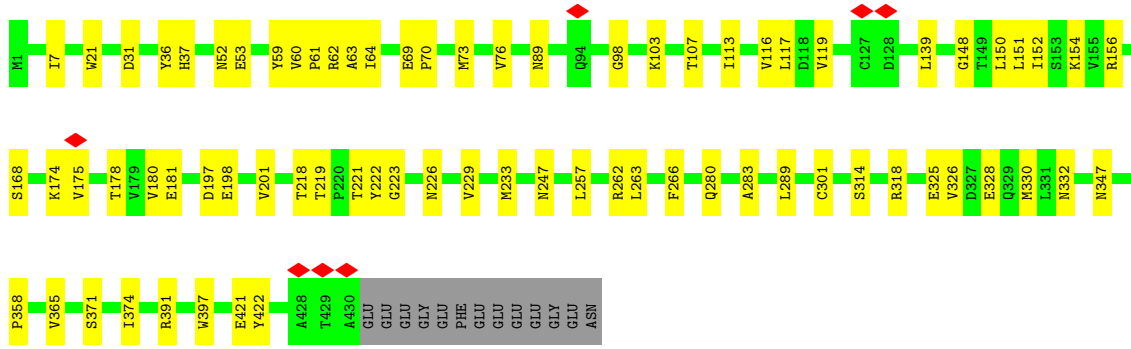 M1 I7 W21 D31 Y36 H37 N52 E53 Y59 V60 P61 R62 A63 I64 E69 P70 M73 V76 N89 Q94 G98 K103 T107 I113 V116 L117 D118 V119 C127 D128 L139 G148 T149 L150 L151 I152 S153 K154 V155 R156
S168 K174 V175 T178 V179 V180 E181 D197 E198 V201 T218 T219 P220 T221 Y222 G223 N226 V229 M233 N247 L257 R262 L263 F266 Q280 A283 L289 C301 S314 R318 E325 V326 D327 E328 Q329 M330 L331 N332 N347
P358 V365 S371 I374 R391 W397 E421 Y422 A428 T429 A430 GLU GLU GLU GLY GLU PHE GLU GLU GLU GLU GLY GLU ASN